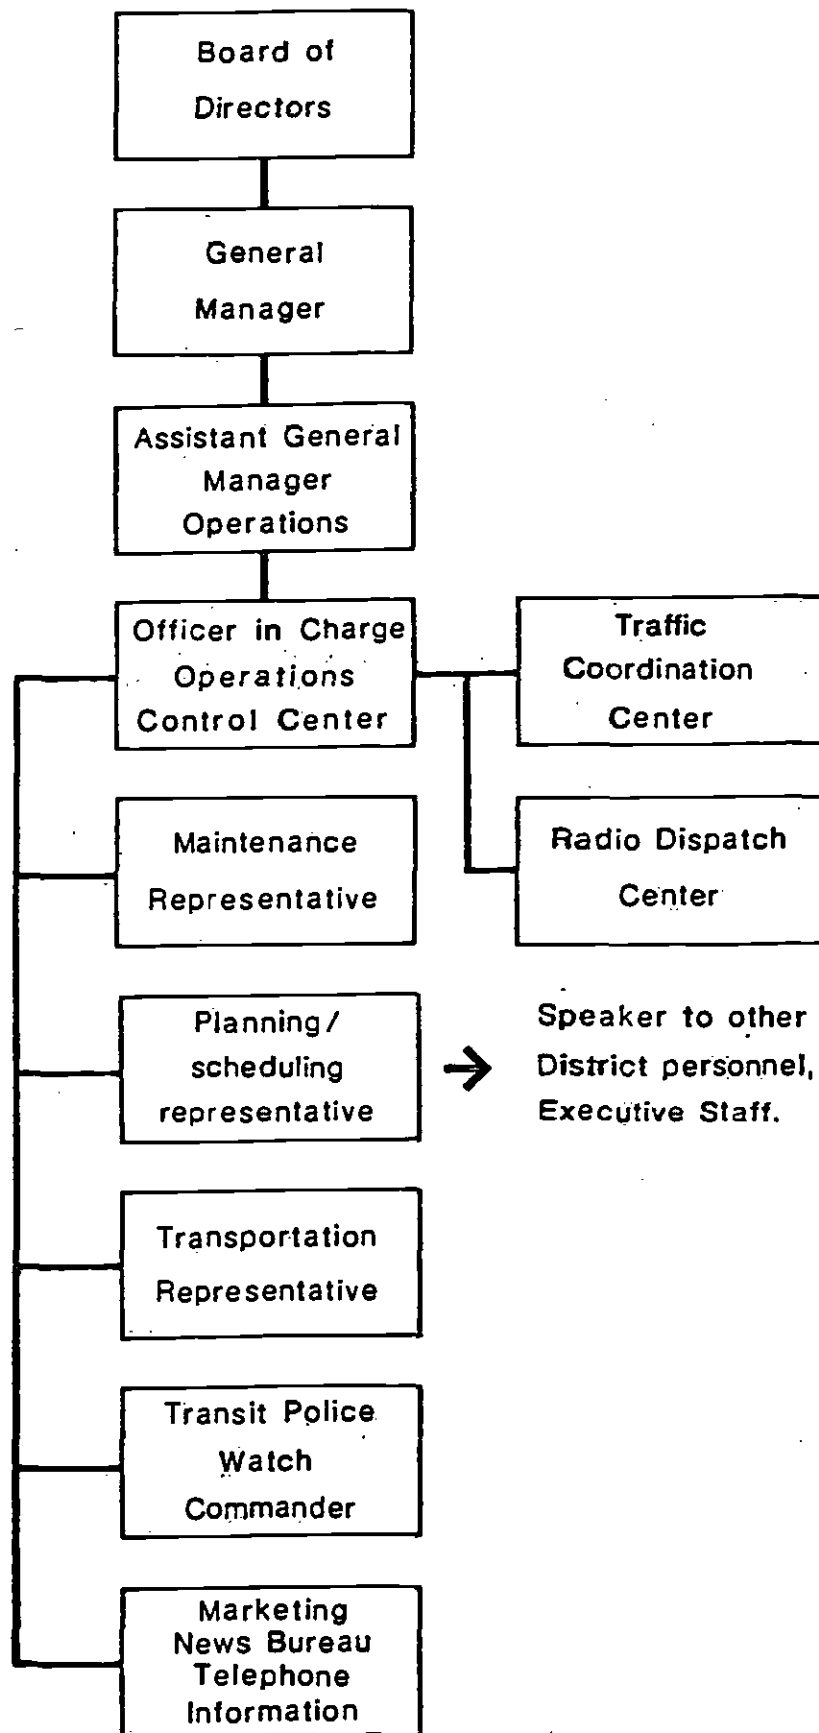 Board of
Directors
General
Manager
Assistant General
Manager
Operations
Officer in Charge
Operations
Control Center
Traffic
Coordination
Center
Maintenance
Representative
Radio Dispatch
Center
Planning/
scheduling
representative
Speaker to other
District personnel,
Executive Staff.
Transportation
Representative
Transit Police
Watch
Commander
Marketing
News Bureau
Telephone
Information